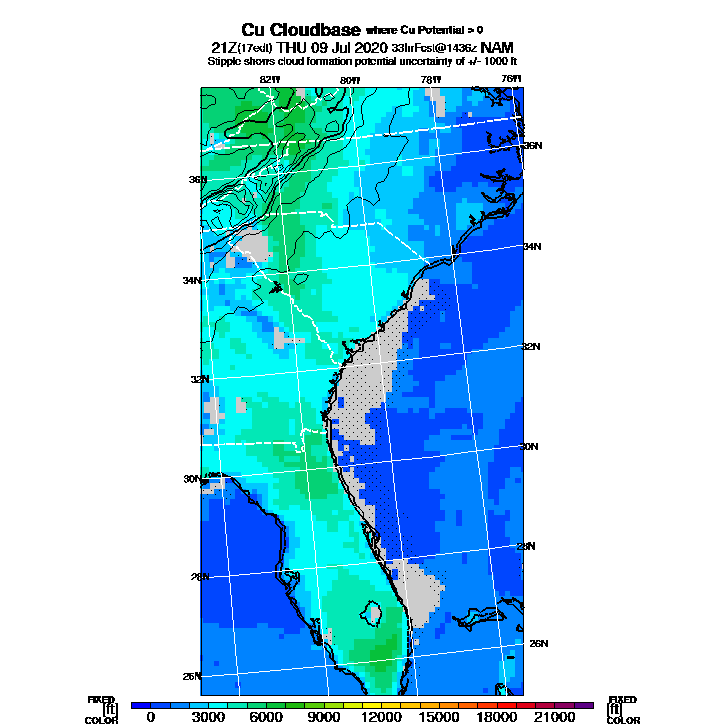 Cu Cloudbase where Cu Potential > 0
21Z(17edt) THU 09 Jul 2020 33hrFcst@1436z NAM
Stipple shows cloud formation potential uncertainty of +/- 1000 ft
82W 80W 78W 76W
36N
36N
34N
34N
32N
32N
30N
30N
28N
28N
26N
26N
FIXED FIXED
[ft] [ft]
COLOR 0 3000 6000 9000 12000 15000 18000 21000 COLOR